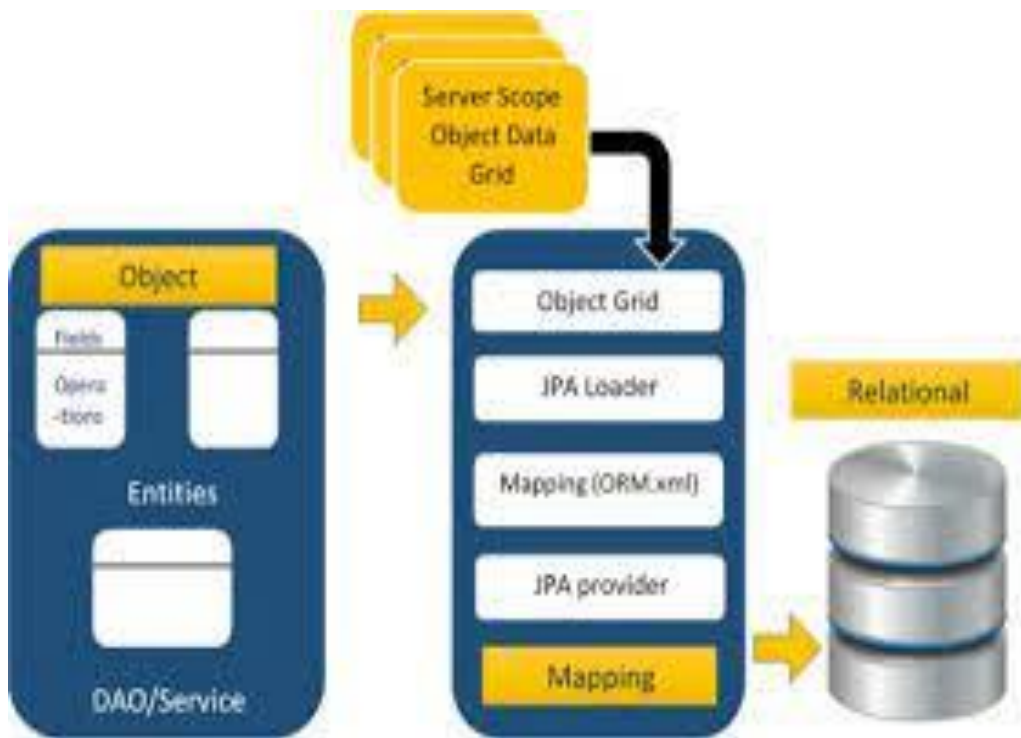 Server Scope
Object Data
Grid
Object
Fields
Opera
-tions
Entities
DAO/Service
Object Grid
JPA Loader
Mapping (ORM.xml)
JPA provider
Mapping
Relational